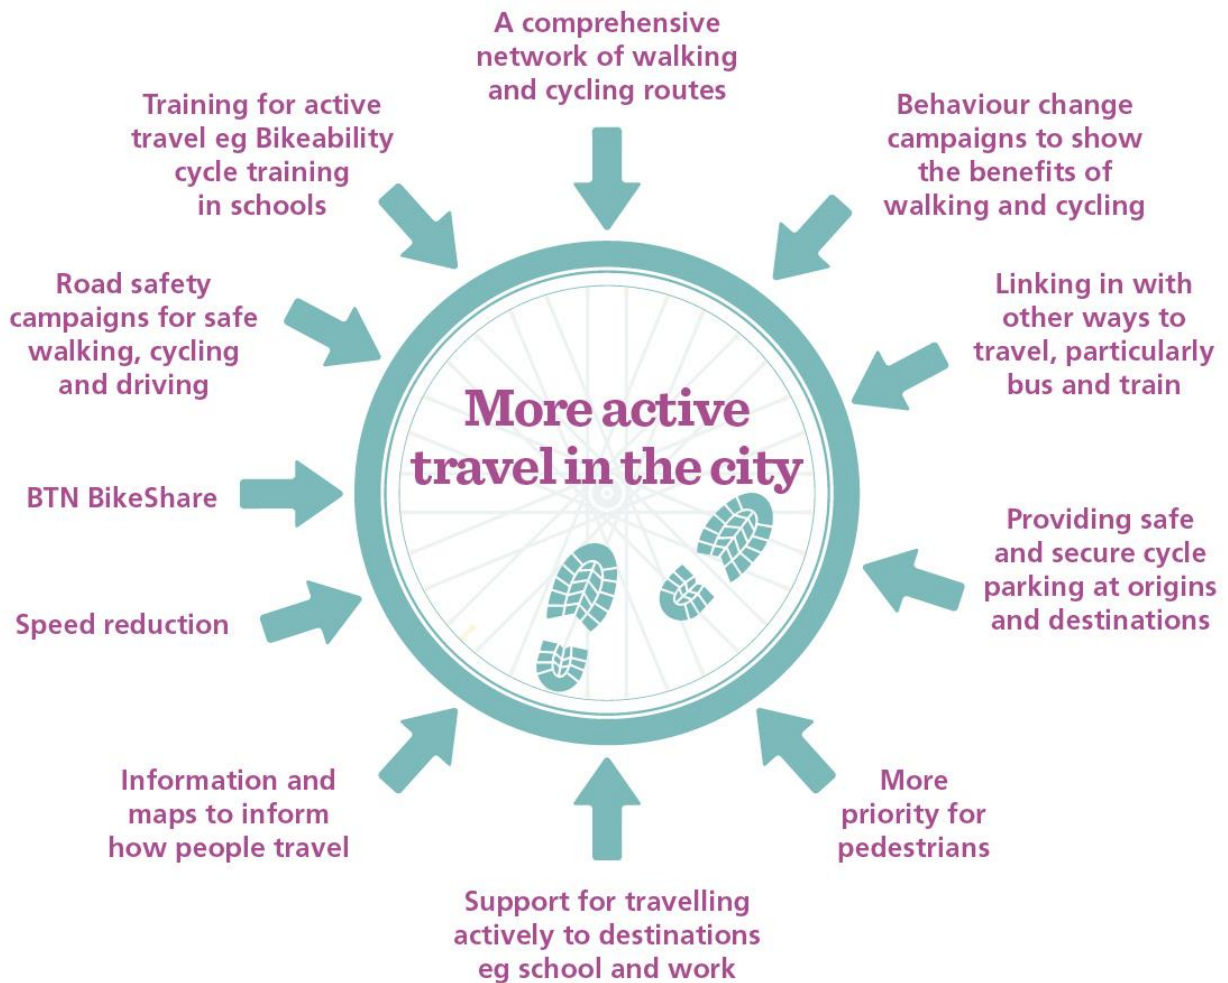 A comprehensive
network of walking
and cycling routes
Behaviour change
campaigns to show
the benefits of
walking and cycling
Linking in with
other ways to
travel, particularly
bus and train
Providing safe
and secure cycle
parking at origins
and destinations
More
priority for
pedestrians
Support for travelling
actively to destinations
eg school and work
Information and
maps to inform
how people travel
Speed reduction
BTN BikeShare
Road safety
campaigns for safe
walking, cycling
and driving
Training for active
travel eg Bikeability
cycle training
in schools
More active
travel in the city